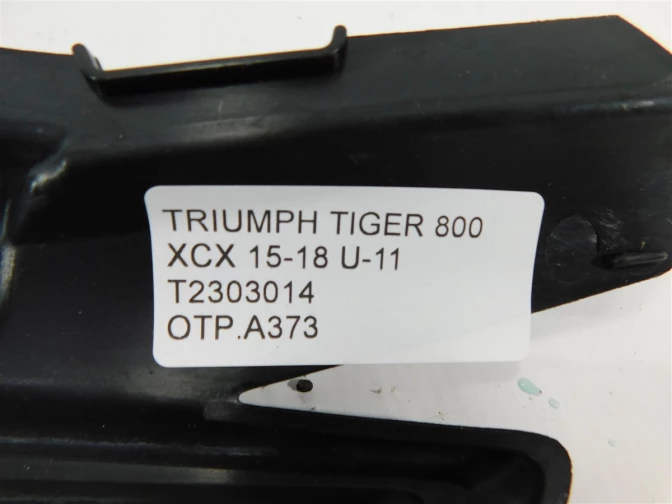 TRIUMPH TIGER 800
XCX 15-18 U-11
T2303014
OTP.A373